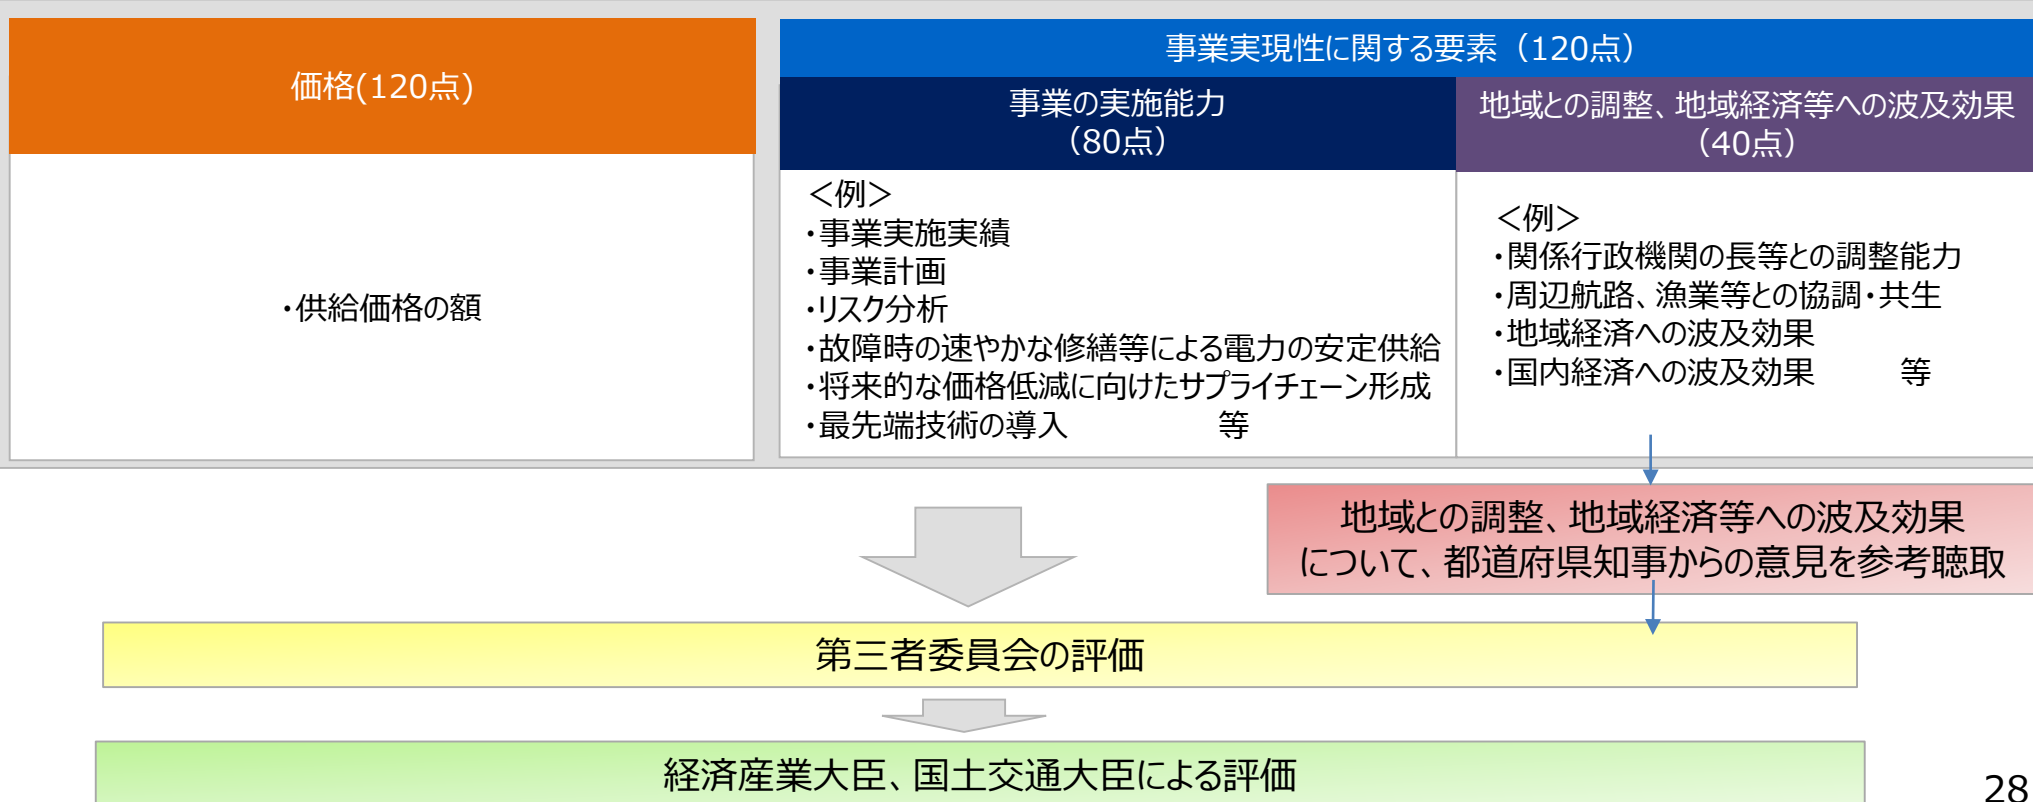 価格(120点)
・供給価格の額
事業実現性に関する要素（120点）
事業の実施能力
（80点）
＜例＞
・事業実施実績
・事業計画
・リスク分析
・故障時の速やかな修繕等による電力の安定供給
・将来的な価格低減に向けたサプライチェーン形成
・最先端技術の導入　　　　　等
地域との調整、地域経済等への波及効果
（40点）
＜例＞
・関係行政機関の長等との調整能力
・周辺航路、漁業等との協調・共生
・地域経済への波及効果
・国内経済への波及効果　　　等
地域との調整、地域経済等への波及効果
について、都道府県知事からの意見を参考聴取
第三者委員会の評価
経済産業大臣、国土交通大臣による評価
28